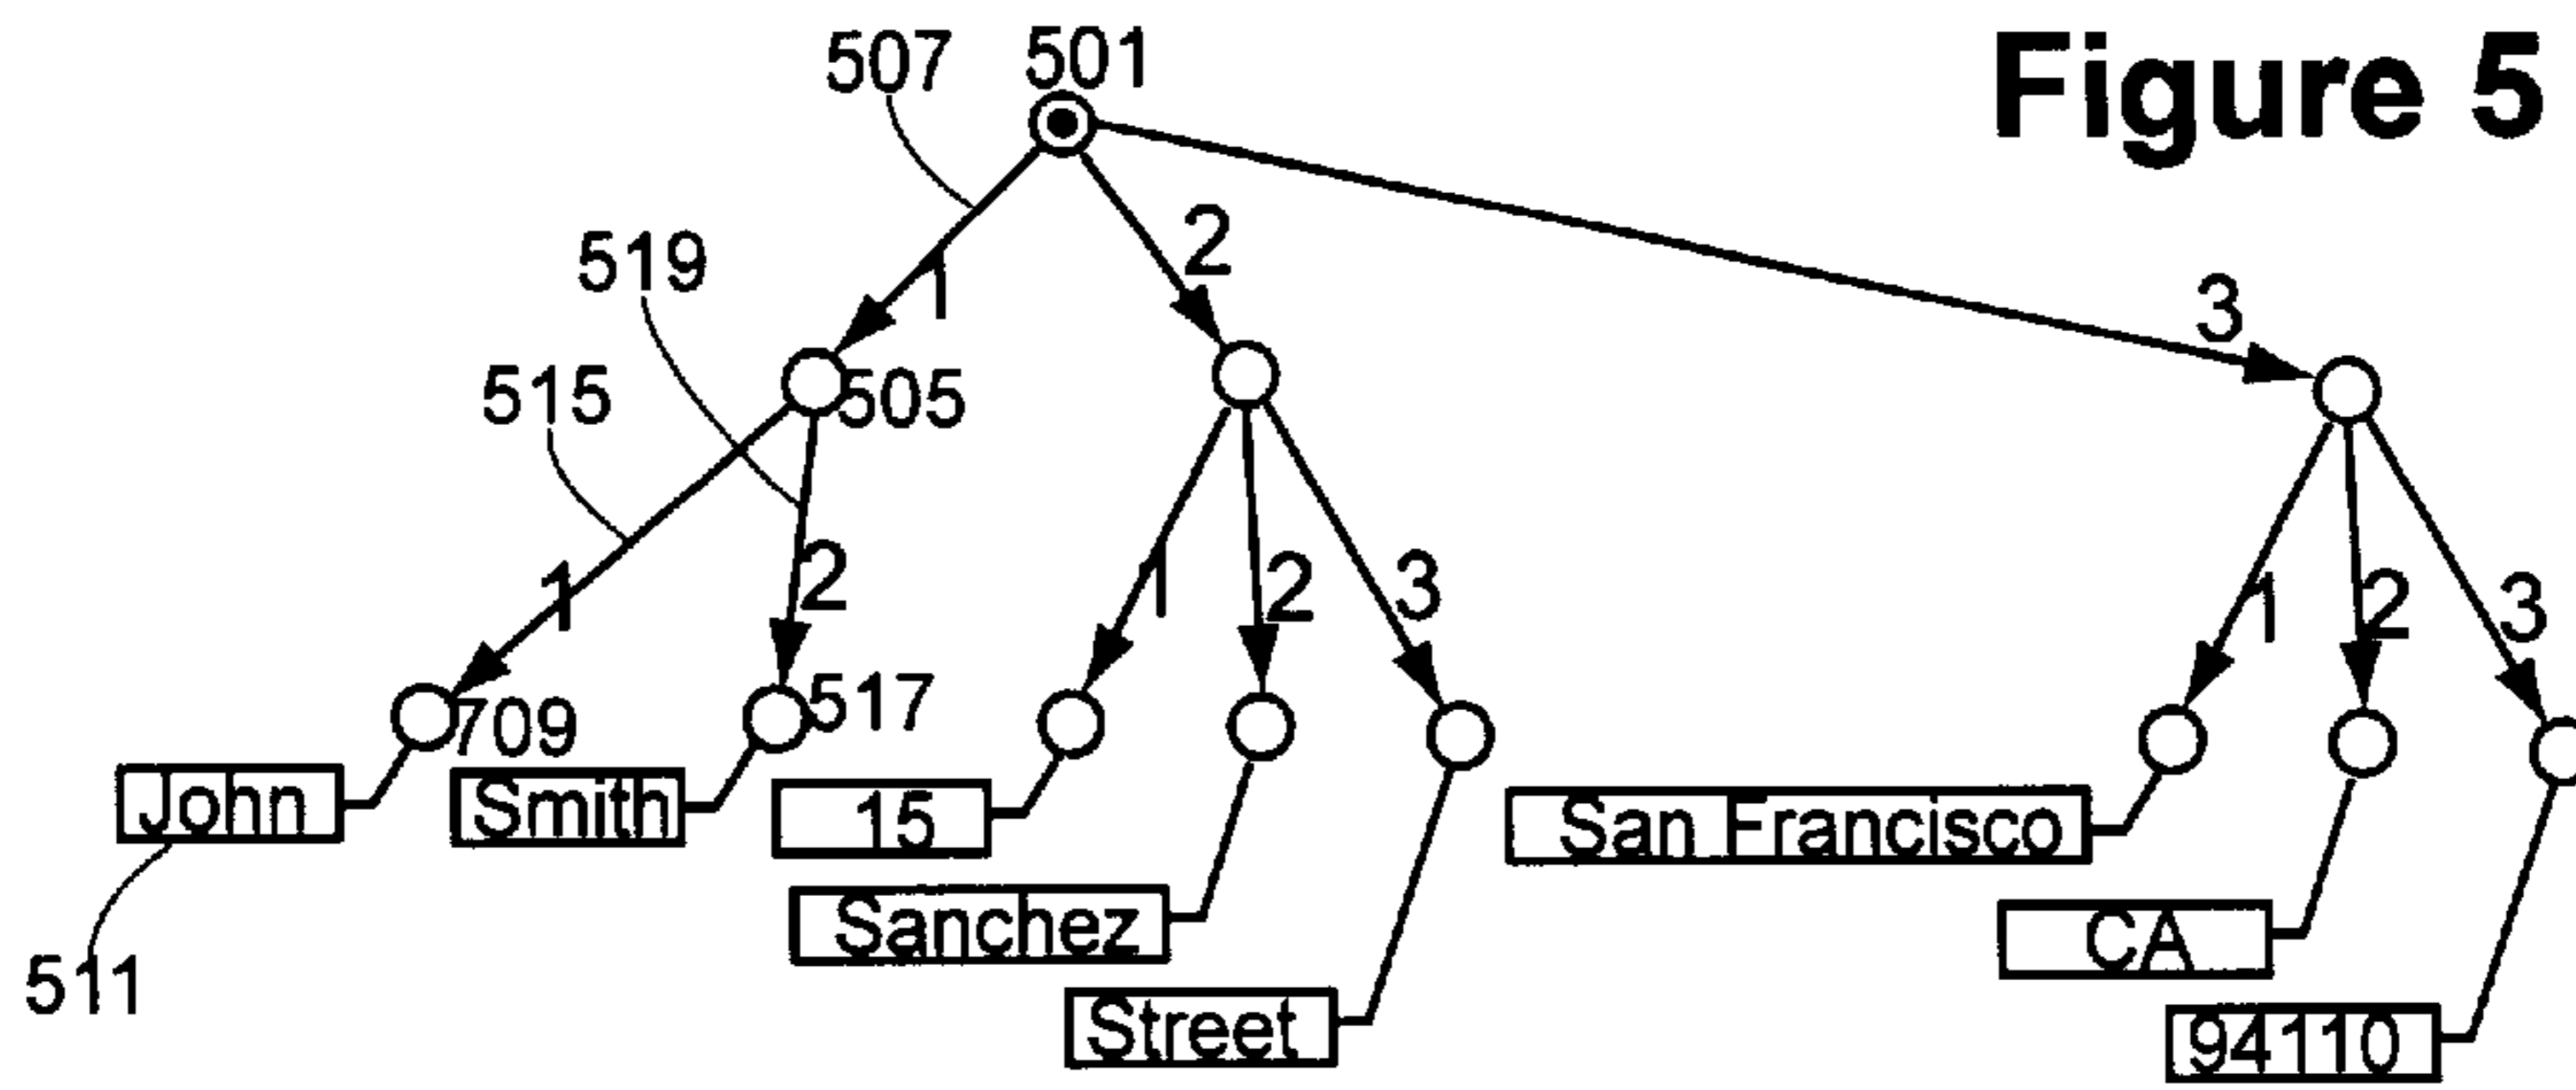 Figure 5
507 501
2
519 1
3
515 505
1 2 1 2 3 1 2 3
709 517
John Smith 15 San Francisco
Sanchez CA
511
Street 94110